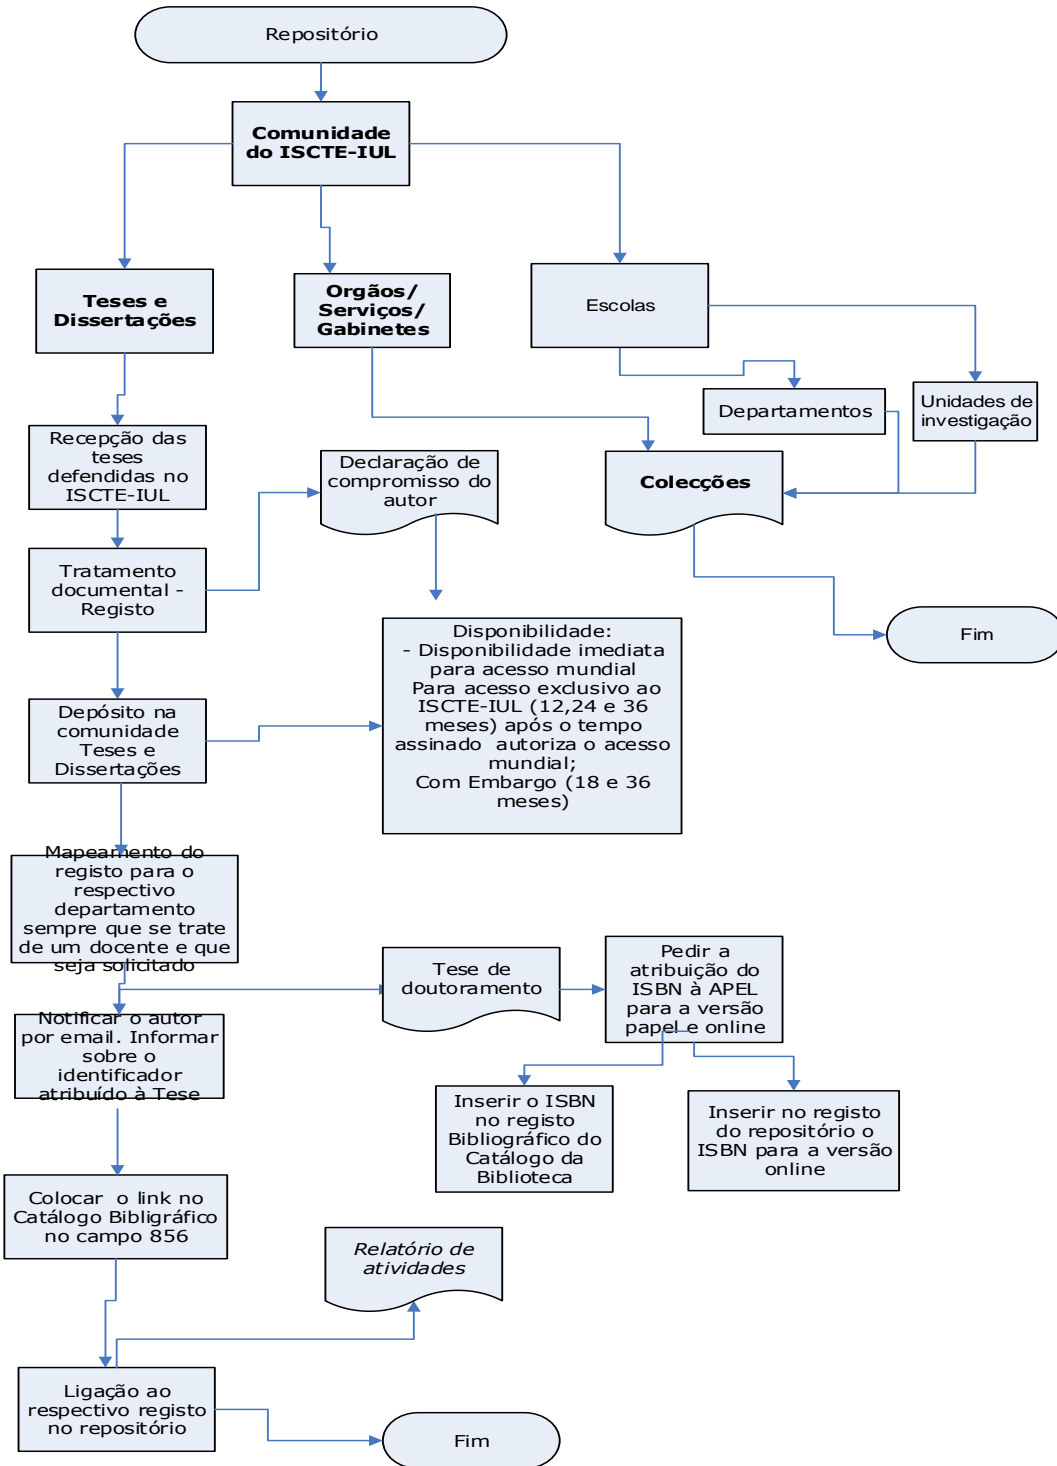 Repositório
Comunidade
do ISCTE-IUL
Teses e
Dissertações
Orgãos/
Serviços/
Gabinetes
Escolas
Departamentos
Unidades de
investigação
Recepção das
teses
defendidas no
ISCTE-IUL
Declaração de
compromisso do
autor
Colecções
Tratamento
documental -
Registo
Fim
Disponibilidade:
- Disponibilidade imediata
para acesso mundial
Para acesso exclusivo ao
ISCTE-IUL (12,24 e 36
meses) após o tempo
assinado autoriza o acesso
mundial;
Com Embargo (18 e 36
meses)
Depósito na
comunidade
Teses e
Dissertações
Mapeamento do
registo para o
respectivo
departamento
sempre que se trate
de um docente e que
seja solicitado
Tese de
doutoramento
Pedir a
atribuição do
ISBN à APEL
para a versão
papel e online
Notificar o autor
por email. Informar
sobre o
identificador
atribuído à Tese
Inserir o ISBN
no registo
Bibliográfico do
Catálogo da
Biblioteca
Inserir no registo
do repositório o
ISBN para a versão
online
Colocar o link no
Catálogo Bibligráfico
no campo 856
Relatório de
atividades
Ligação ao
respectivo registo
no repositório
Fim